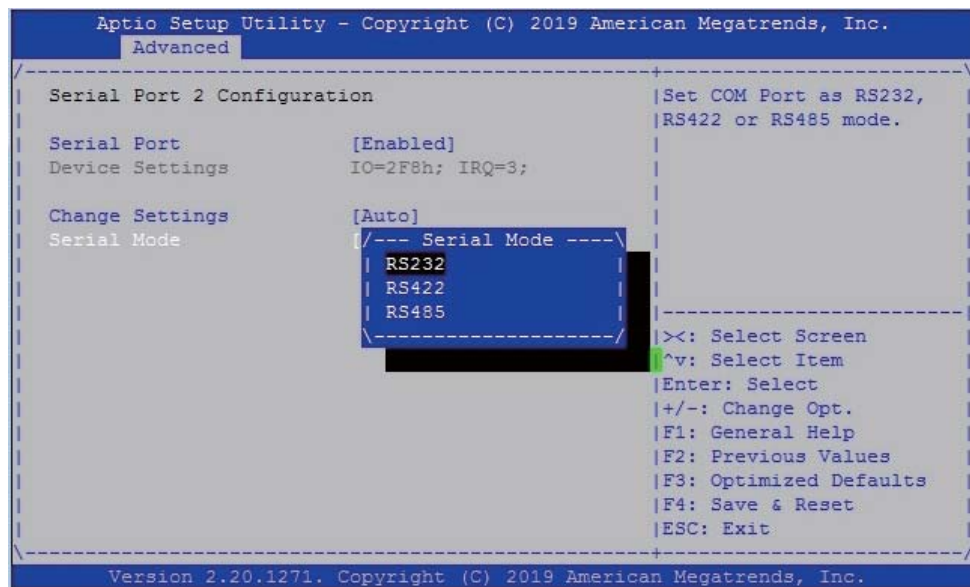 Aptio Setup Utility - Copyright (C) 2019 American Megatrends, Inc.
Advanced
Serial Port 2 Configuration
Serial Port [Enabled]
Device Settings IO=2F8h; IRQ=3;
Change Settings [Auto]
Serial Mode [
/--- Serial Mode ----\
RS232
RS422
RS485
Set COM Port as RS232,
RS422 or RS485 mode.
><: Select Screen
^v: Select Item
Enter: Select
+/-: Change Opt.
F1: General Help
F2: Previous Values
F3: Optimized Defaults
F4: Save & Reset
ESC: Exit
Version 2.20.1271. Copyright (C) 2019 American Megatrends, Inc.